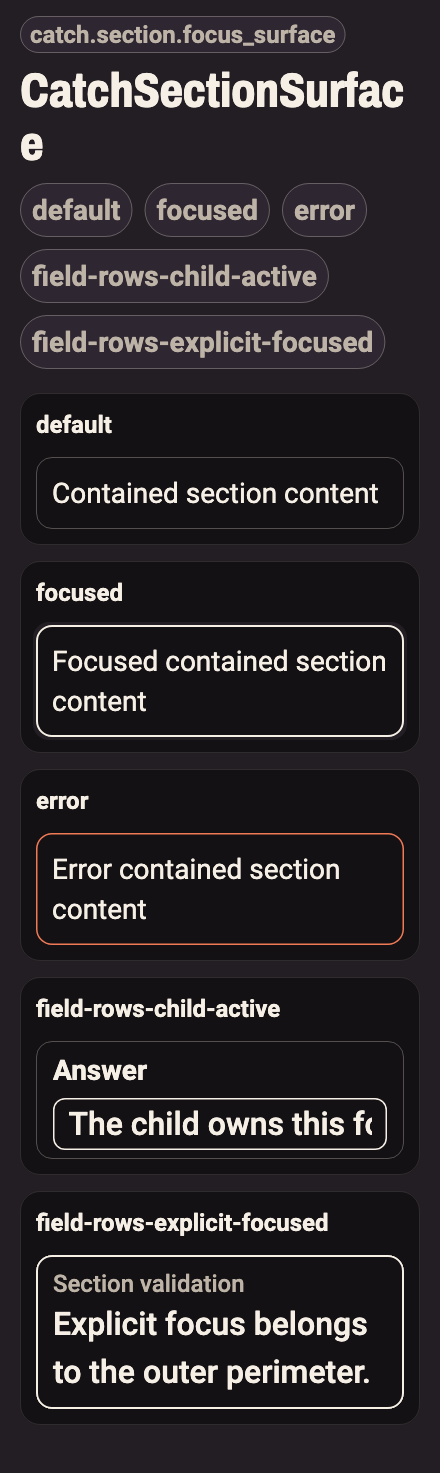 catch.section.focus_surface
CatchSectionSurfac
e
default focused error
field-rows-child-active
field-rows-explicit-focused
default
Contained section content
focused
Focused contained section
content
error
Error contained section
content
field-rows-child-active
Answer
The child owns this fo
field-rows-explicit-focused
Section validation
Explicit focus belongs
to the outer perimeter.